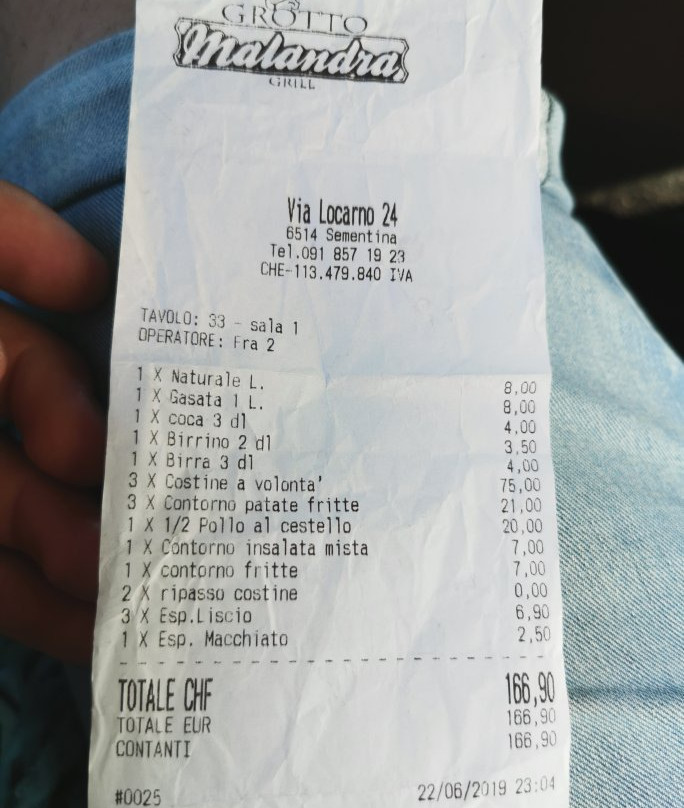 GROTTO
Malandra
GRILL
Via Locarno 24
6514 Sementina
Tel.091 857 19 23
CHE-113.479.840 IVA
TAVOLO: 33 - sala 1
OPERATORE: Fra 2
1 X Naturale L. 8,00
1 X Gasata 1 L. 8,00
1 X coca 3 dl 4,00
1 X Birrino 2 dl 3,50
1 X Birra 3 dl 4,00
3 X Costine a volonta' 75,00
3 X Contorno patate fritte 21,00
1 X 1/2 Pollo al cestello 20,00
1 X Contorno insalata mista 7,00
1 X contorno fritte 7,00
2 X ripasso costine 0,00
3 X Esp.Liscio 6,90
1 X Esp. Macchiato 2,50
TOTALE CHF 166,90
TOTALE EUR 166,90
CONTANTI 166,90
#0025 22/06/2019 23:04